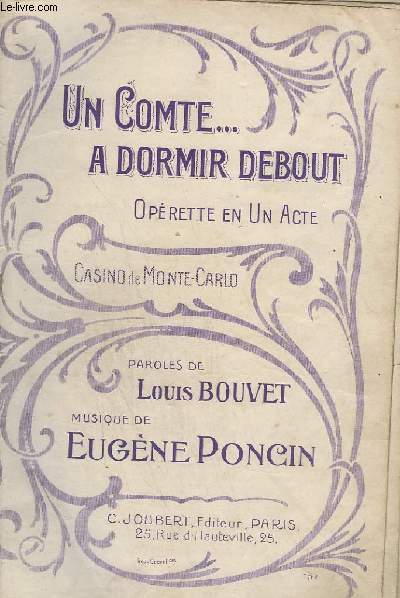 Le-livre.com
UN COMTE...
A DORMIR DEBOUT
OPÉRETTE EN UN ACTE
CASINO de MONTE-CARLO
PAROLES DE
LOUIS BOUVET
MUSIQUE DE
EUGÈNE PONCIN
C. JOUBERT, Editeur, PARIS
25, Rue d'Hauteville, 25.